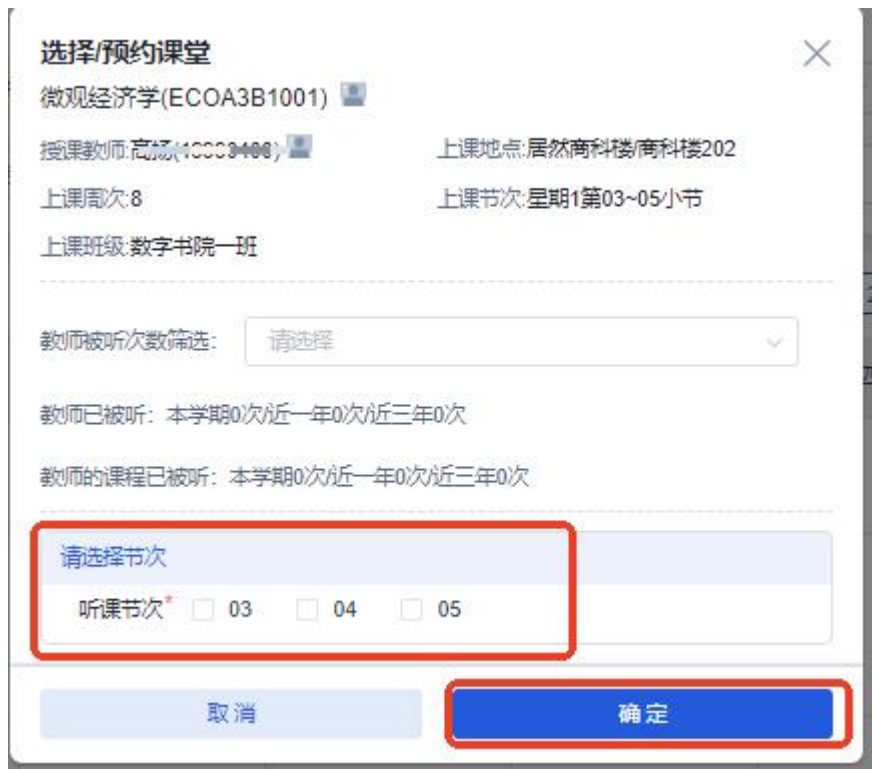 选择/预约课堂
微观经济学(ECOA3B1001)
授课教师:高扬
上课地点:居然商科楼/商科楼202
上课周次:8
上课节次:星期1第03~05小节
上课班级:数字书院一班
教师被听次数筛选: 请选择
教师已被听: 本学期0次/近一年0次/近三年0次
教师的课程已被听: 本学期0次/近一年0次/近三年0次
请选择节次
听课节次* 03 04 05
取消
确定